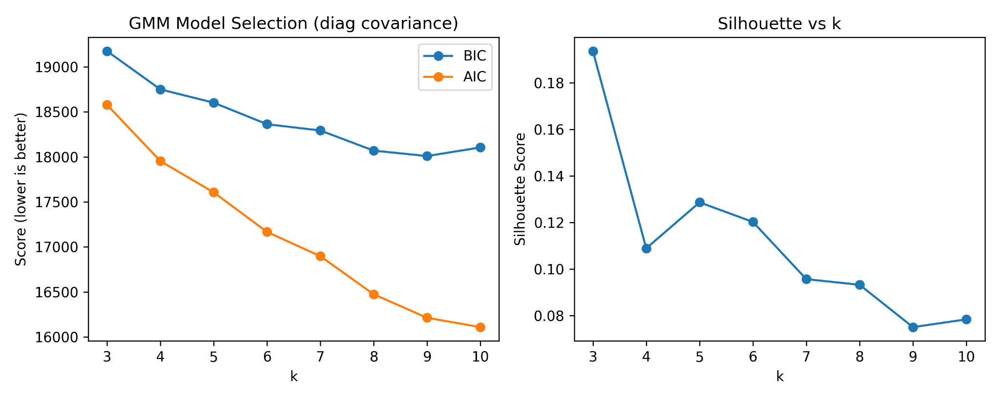 GMM Model Selection (diag covariance)
Score (lower is better)
19000
18500
18000
17500
17000
16500
16000
BIC
AIC
3 4 5 6 7 8 9 10
k
Silhouette vs k
Silhouette Score
0.18
0.16
0.14
0.12
0.10
0.08
3 4 5 6 7 8 9 10
k